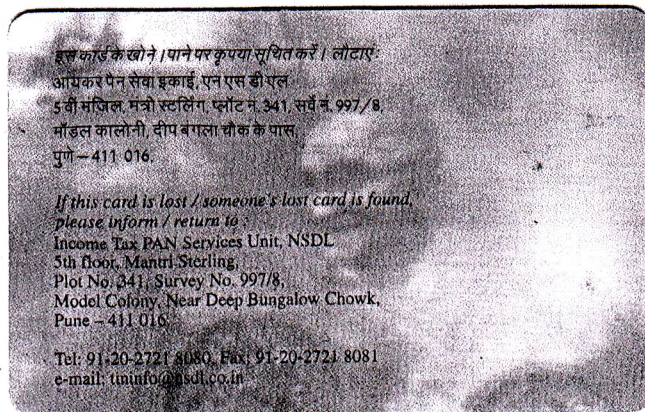 इस कार्ड के खोने / पाने पर कृपया सूचित करें। लौटाएं:
आयकर पैन सेवा इकाई, एन एस डी एल
5 वीं मंजिल, मंत्री स्टर्लिंग, प्लॉट नं. 341, सर्वे नं. 997/8,
मॉडल कालोनी, दीप बंगला चौक के पास,
पुणे – 411 016.
If this card is lost / someone's lost card is found,
please inform / return to :
Income Tax PAN Services Unit, NSDL
5th floor, Mantri Sterling,
Plot No. 341, Survey No. 997/8,
Model Colony, Near Deep Bungalow Chowk,
Pune – 411 016.
Tel: 91-20-2721 8080, Fax: 91-20-2721 8081
e-mail: tininfo@nsdl.co.in